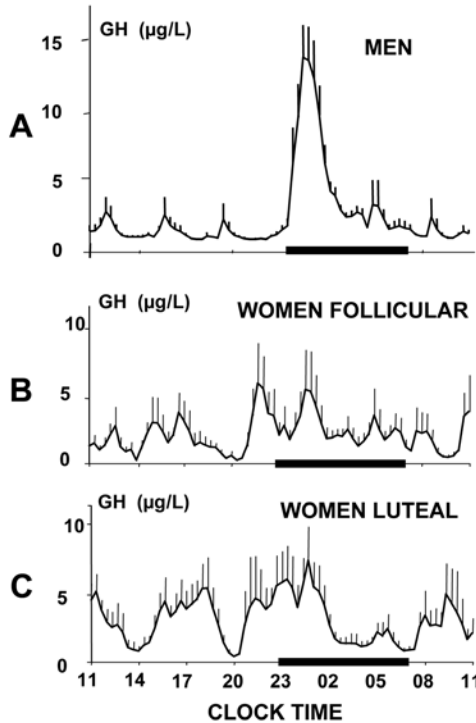 GH (µg/L)
MEN
15
10
5
0
A
GH (µg/L)
WOMEN FOLLICULAR
10
5
0
B
GH (µg/L)
WOMEN LUTEAL
10
5
0
C
11 14 17 20 23 02 05 08 11
CLOCK TIME